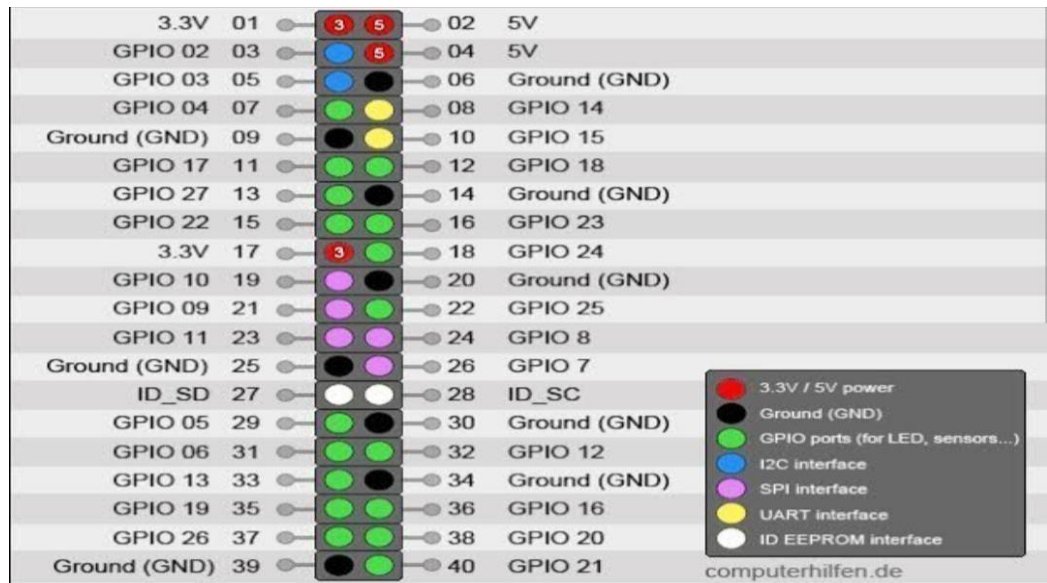 3.3V 01 3 5 02 5V
GPIO 02 03 5 04 5V
GPIO 03 05 06 Ground (GND)
GPIO 04 07 08 GPIO 14
Ground (GND) 09 10 GPIO 15
GPIO 17 11 12 GPIO 18
GPIO 27 13 14 Ground (GND)
GPIO 22 15 16 GPIO 23
3.3V 17 3 18 GPIO 24
GPIO 10 19 20 Ground (GND)
GPIO 09 21 22 GPIO 25
GPIO 11 23 24 GPIO 8
Ground (GND) 25 26 GPIO 7
ID_SD 27 28 ID_SC
GPIO 05 29 30 Ground (GND)
GPIO 06 31 32 GPIO 12
GPIO 13 33 34 Ground (GND)
GPIO 19 35 36 GPIO 16
GPIO 26 37 38 GPIO 20
Ground (GND) 39 40 GPIO 21
3.3V / 5V power
Ground (GND)
GPIO ports (for LED, sensors...)
I2C interface
SPI interface
UART interface
ID EEPROM interface
computerhilfen.de